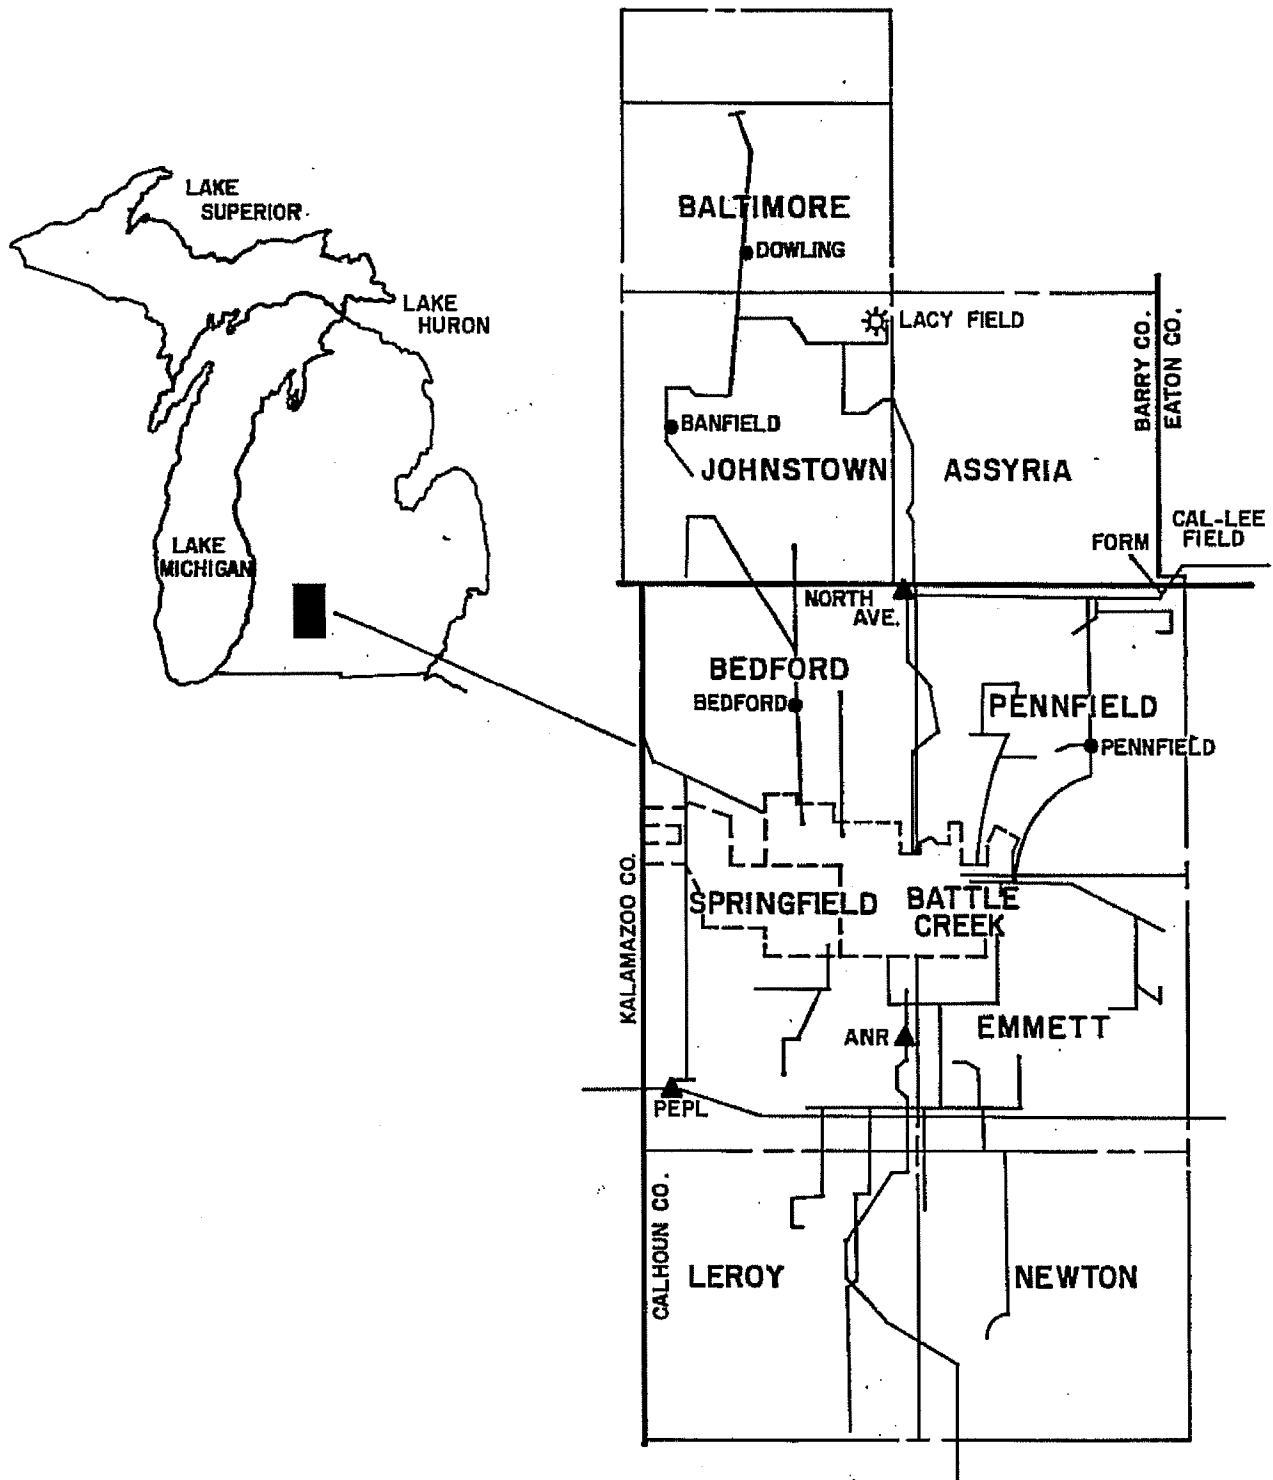 LAKE
SUPERIOR
LAKE
HURON
LAKE
MICHIGAN
BALTIMORE
DOWLING
LACY FIELD
BARRY CO.
EATON CO.
BANFIELD
JOHNSTOWN
ASSYRIA
CAL-LEE
FIELD
FORM
NORTH
AVE.
BEDFORD
BEDFORD
PENNFIELD
PENNFIELD
KALAMAZOO CO.
SPRINGFIELD
BATTLE
CREEK
ANR
EMMETT
PEPL
CALHOUN CO.
LEROY
NEWTON